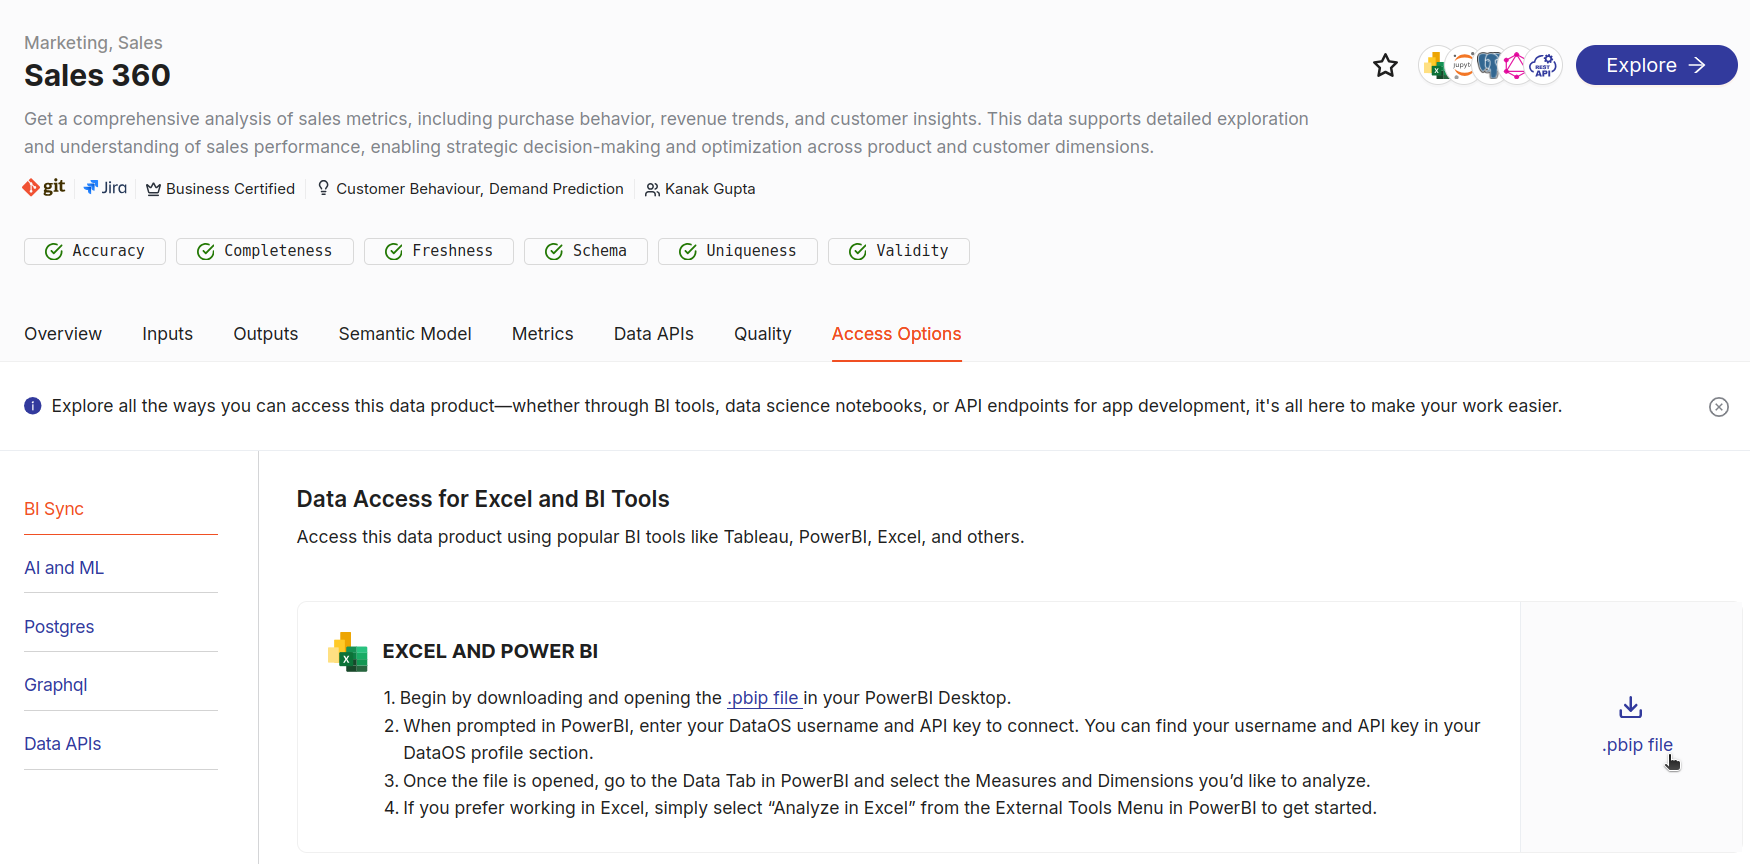 Marketing, Sales
Sales 360
jupyter
REST
API
Explore
Get a comprehensive analysis of sales metrics, including purchase behavior, revenue trends, and customer insights. This data supports detailed exploration
and understanding of sales performance, enabling strategic decision-making and optimization across product and customer dimensions.
git Jira Business Certified Customer Behaviour, Demand Prediction Kanak Gupta
Accuracy Completeness Freshness Schema Uniqueness Validity
Overview Inputs Outputs Semantic Model Metrics Data APIs Quality Access Options
i Explore all the ways you can access this data product—whether through BI tools, data science notebooks, or API endpoints for app development, it's all here to make your work easier.
BI Sync
AI and ML
Postgres
Graphql
Data APIs
Data Access for Excel and BI Tools
Access this data product using popular BI tools like Tableau, PowerBI, Excel, and others.
X EXCEL AND POWER BI
1. Begin by downloading and opening the .pbip file in your PowerBI Desktop.
2. When prompted in PowerBI, enter your DataOS username and API key to connect. You can find your username and API key in your
DataOS profile section.
3. Once the file is opened, go to the Data Tab in PowerBI and select the Measures and Dimensions you’d like to analyze.
4. If you prefer working in Excel, simply select “Analyze in Excel” from the External Tools Menu in PowerBI to get started.
.pbip file